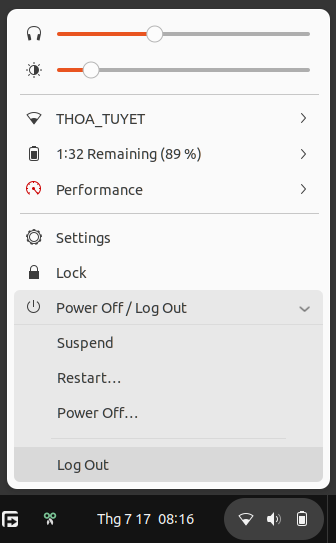 THOA_TUYET
1:32 Remaining (89 %)
Performance
Settings
Lock
Power Off / Log Out
Suspend
Restart…
Power Off…
Log Out
Thg 7 17 08:16